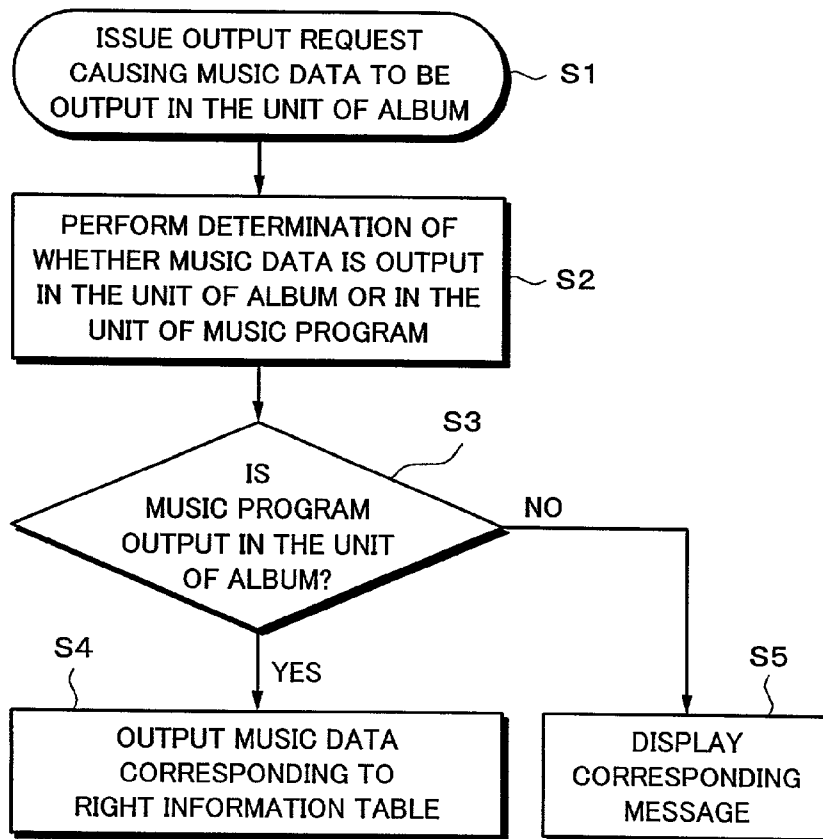 ISSUE OUTPUT REQUEST
CAUSING MUSIC DATA TO BE
OUTPUT IN THE UNIT OF ALBUM
S1
PERFORM DETERMINATION OF
WHETHER MUSIC DATA IS OUTPUT
IN THE UNIT OF ALBUM OR IN THE
UNIT OF MUSIC PROGRAM
S2
S3
IS
MUSIC PROGRAM
OUTPUT IN THE UNIT
OF ALBUM?
NO
YES
S4
OUTPUT MUSIC DATA
CORRESPONDING TO
RIGHT INFORMATION TABLE
S5
DISPLAY
CORRESPONDING
MESSAGE